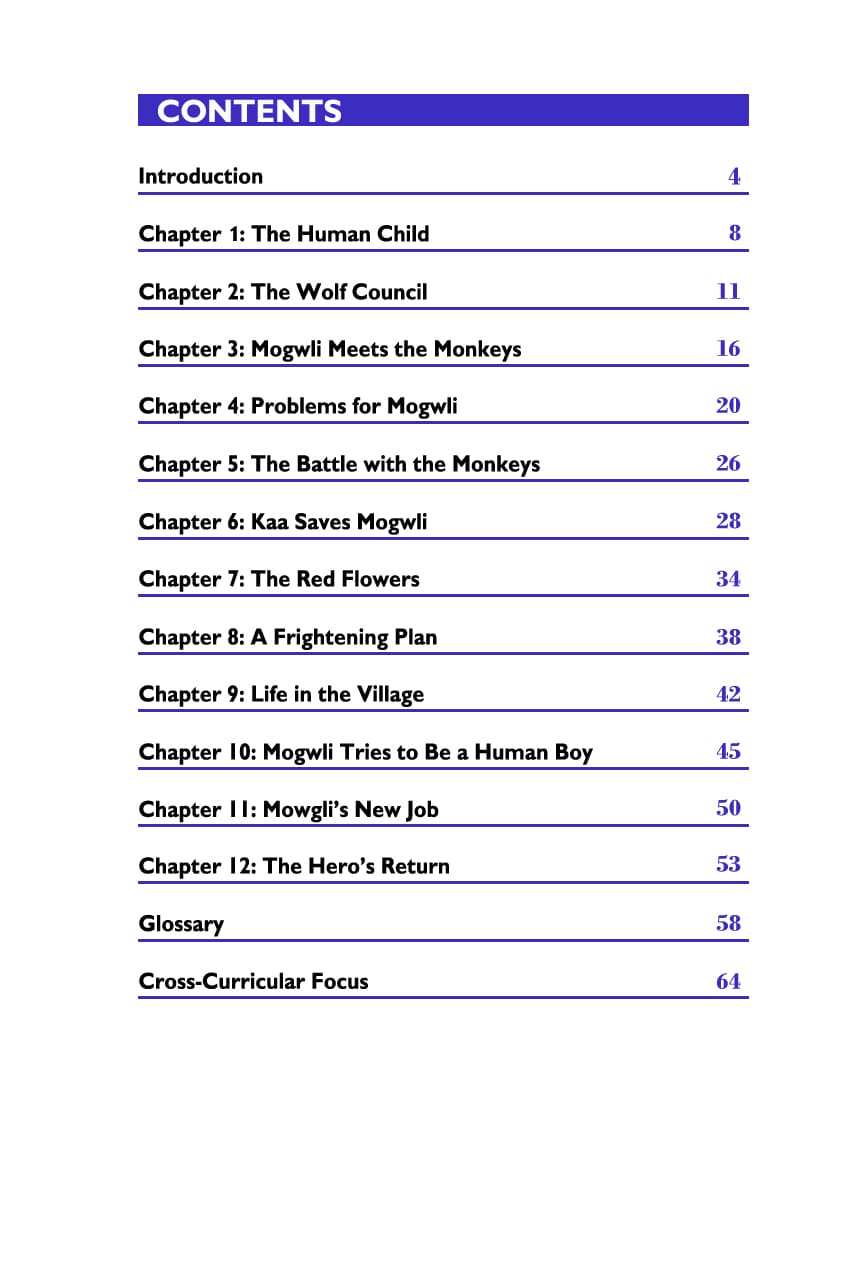 CONTENTS
Introduction 4
Chapter 1: The Human Child 8
Chapter 2: The Wolf Council 11
Chapter 3: Mogwli Meets the Monkeys 16
Chapter 4: Problems for Mogwli 20
Chapter 5: The Battle with the Monkeys 26
Chapter 6: Kaa Saves Mogwli 28
Chapter 7: The Red Flowers 34
Chapter 8: A Frightening Plan 38
Chapter 9: Life in the Village 42
Chapter 10: Mogwli Tries to Be a Human Boy 45
Chapter 11: Mowgli’s New Job 50
Chapter 12: The Hero’s Return 53
Glossary 58
Cross-Curricular Focus 64